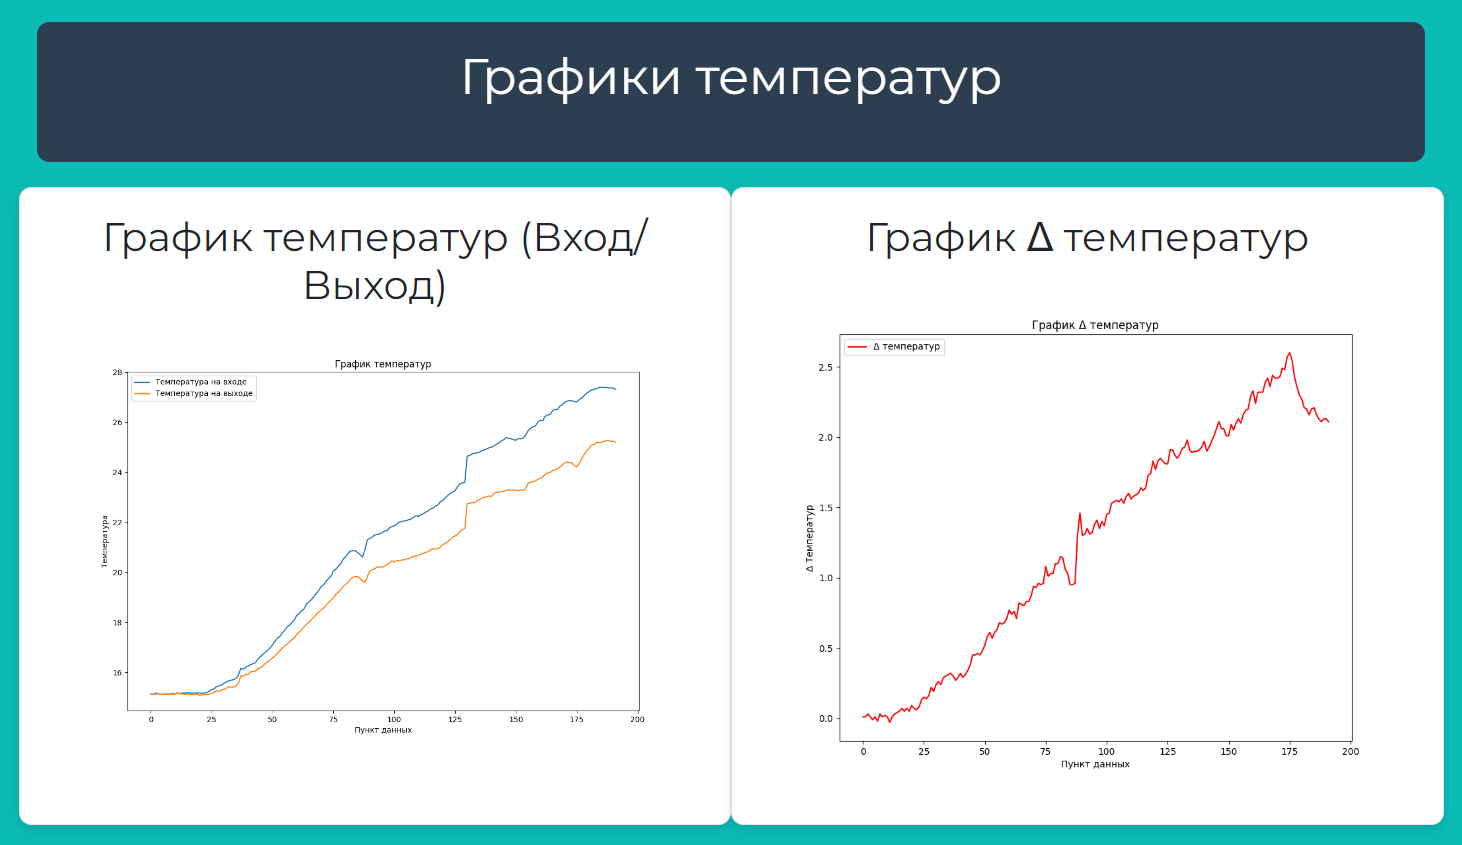 Графики температур
График температур (Вход/
Выход)
График температур
Температура на входе
Температура на выходе
Температура
28
26
24
22
20
18
16
0 25 50 75 100 125 150 175 200
Пункт данных
График Δ температур
График Δ температур
Δ температур
Δ Температур
2.5
2.0
1.5
1.0
0.5
0.0
0 25 50 75 100 125 150 175 200
Пункт данных